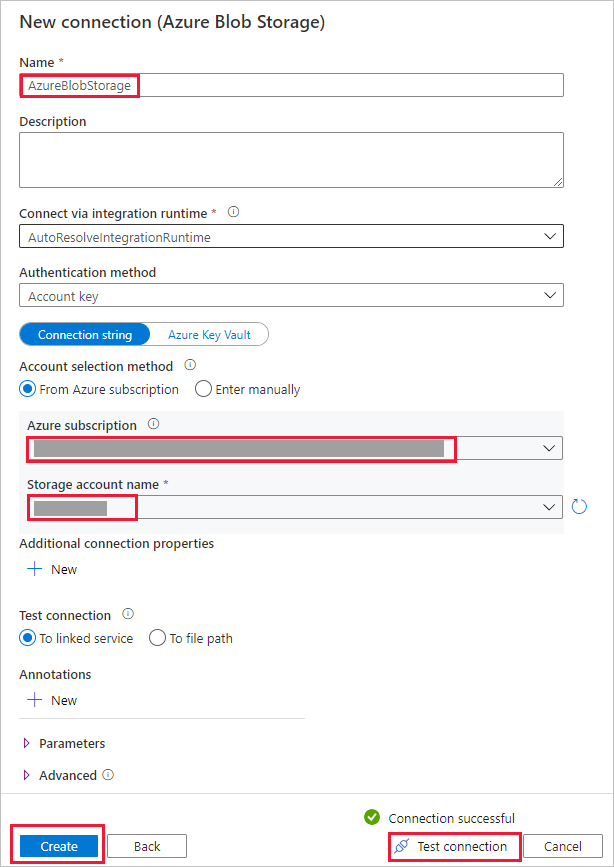 New connection (Azure Blob Storage)
Name *
AzureBlobStorage
Description
Connect via integration runtime *
AutoResolveIntegrationRuntime
Authentication method
Account key
Connection string Azure Key Vault
Account selection method
From Azure subscription Enter manually
Azure subscription
Storage account name *
Additional connection properties
New
Test connection
To linked service To file path
Annotations
New
Parameters
Advanced
Connection successful
Create Back Test connection Cancel